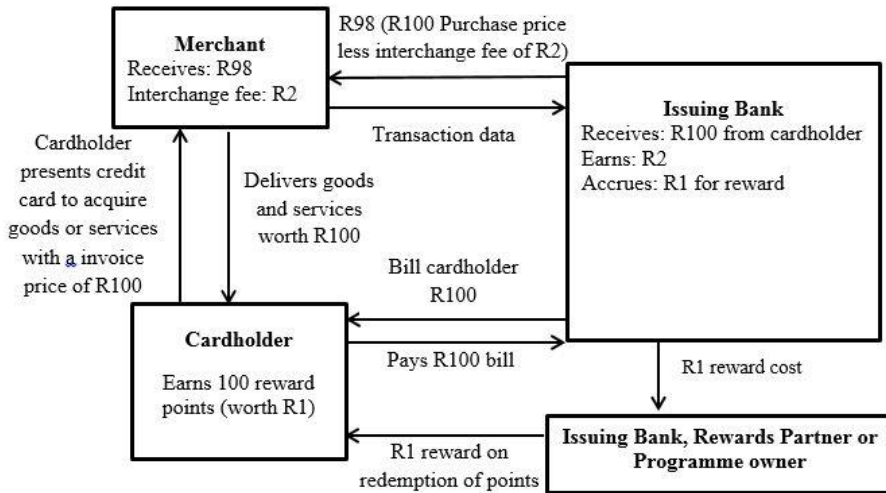 R98 (R100 Purchase price
less interchange fee of R2)
Merchant
Receives: R98
Interchange fee: R2
Issuing Bank
Receives: R100 from cardholder
Earns: R2
Accrues: R1 for reward
Transaction data
Cardholder
presents credit
card to acquire
goods or services
with a invoice
price of R100
Delivers goods
and services
worth R100
Bill cardholder
R100
Cardholder
Earns 100 reward
points (worth R1)
Pays R100 bill
R1 reward cost
Issuing Bank, Rewards Partner or
Programme owner
R1 reward on
redemption of points